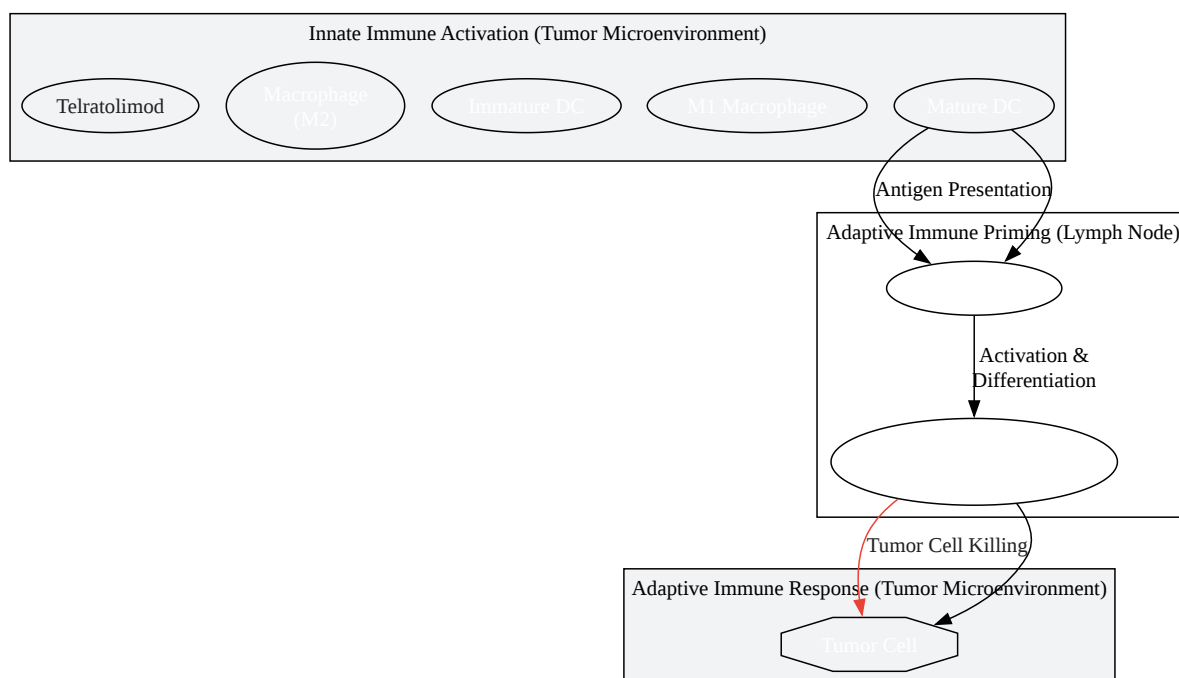 Innate Immune Activation (Tumor Microenvironment)
Telratolimod
Macrophage
(M2)
Immature DC
M1 Macrophage
Mature DC
Antigen Presentation
Adaptive Immune Priming (Lymph Node)
Activation &
Differentiation
Tumor Cell Killing
Adaptive Immune Response (Tumor Microenvironment)
Tumor Cell